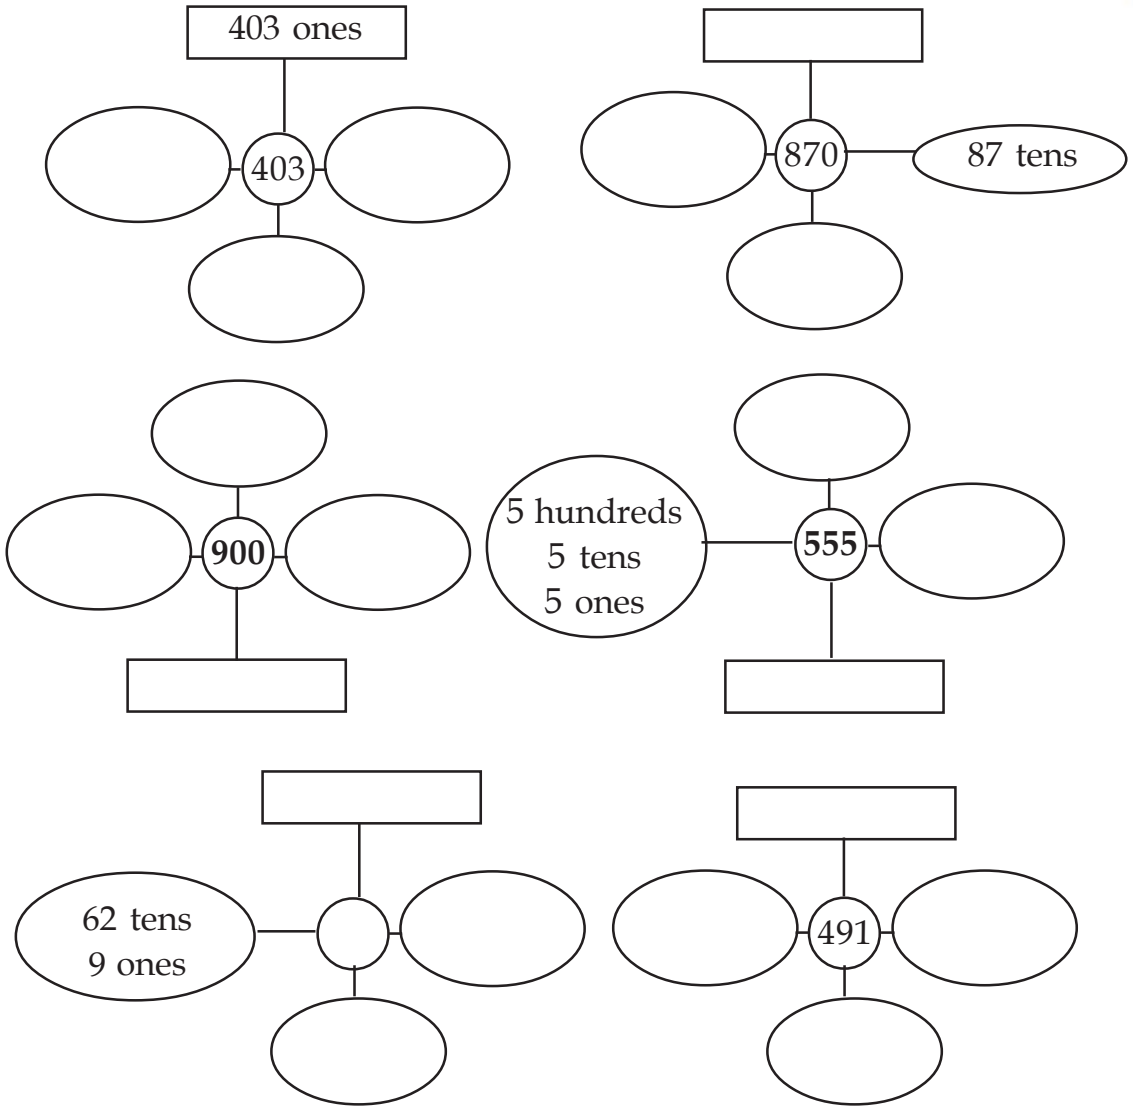 403 ones
403
870
87 tens
900
5 hundreds
5 tens
5 ones
555
62 tens
9 ones
491